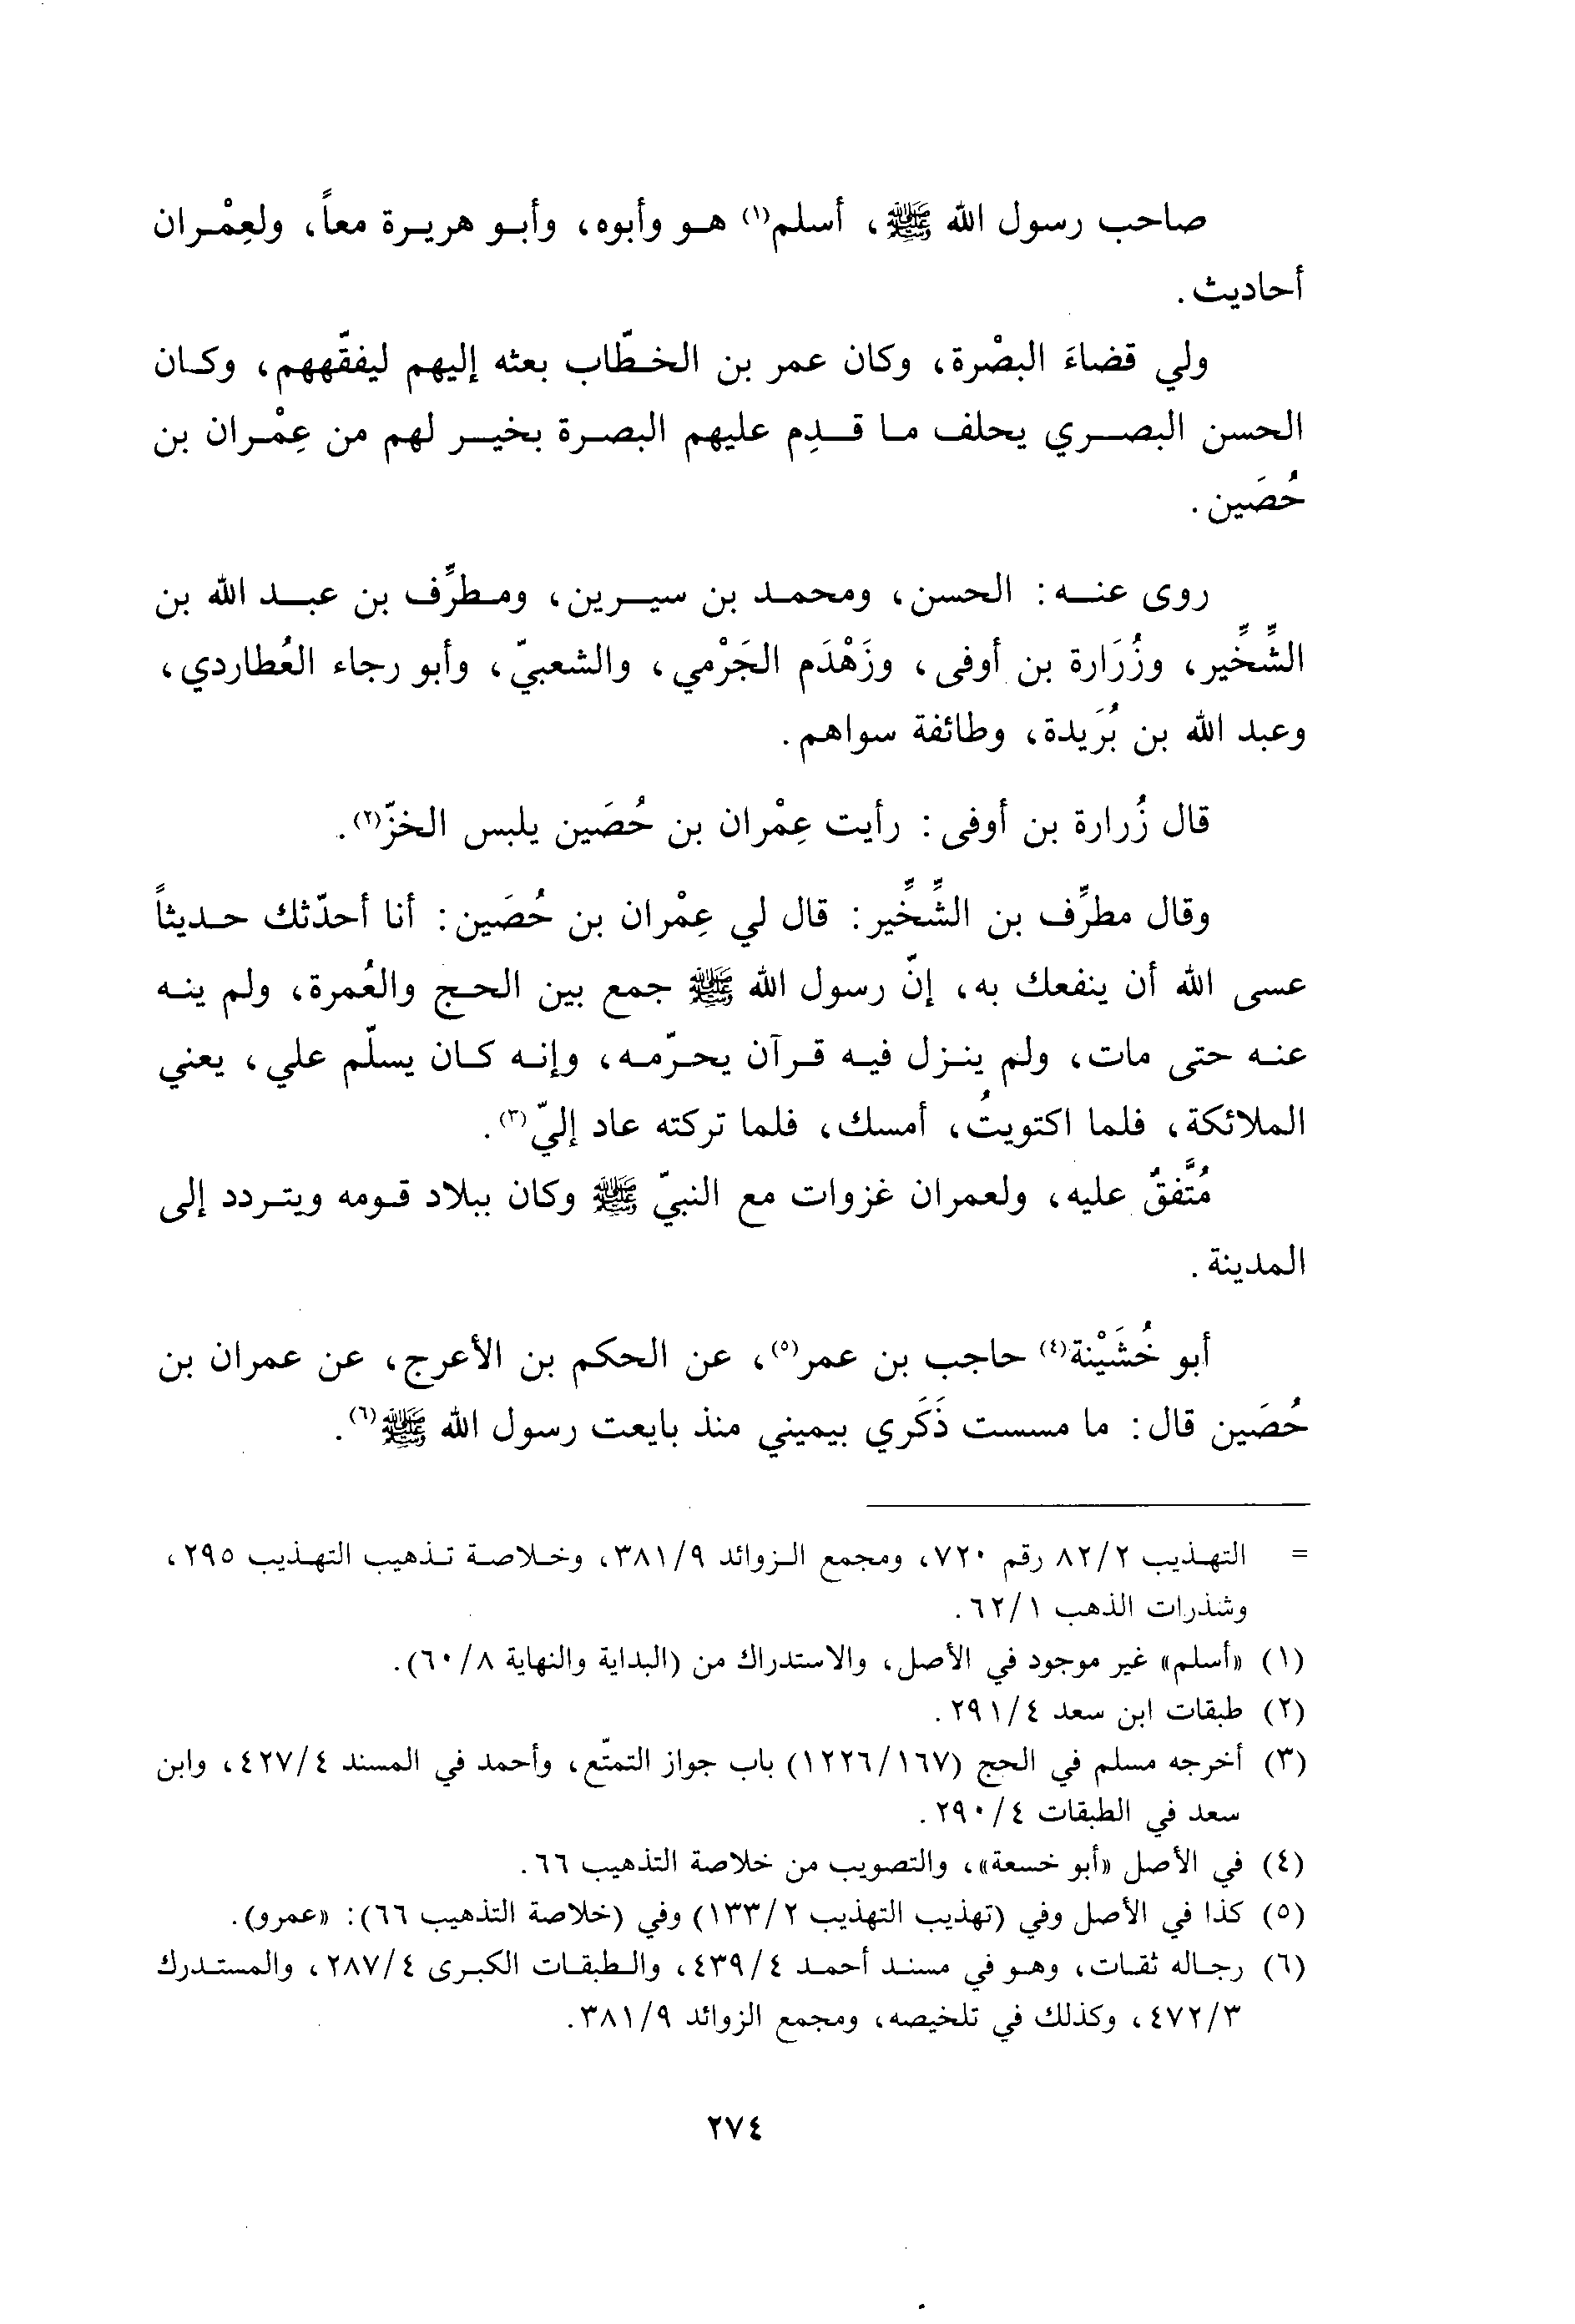 صاحب رسول الله ﷺ، أسلم(١) هو وأبوه، وأبو هريرة معاً، ولعِمْران
أحاديث.
ولي قضاءَ البصْرة، وكان عمر بن الخطّاب بعثه إليهم ليفقّههم، وكان
الحسن البصري يحلف ما قدِم عليهم البصرة بخير لهم من عِمْران بن
حُصَين.
روى عنه: الحسن، ومحمد بن سيرين، ومطرِّف بن عبد الله بن
الشِّخِّير، وزُرَارة بن أوفى، وزَهْدَم الجَرْمي، والشعبيّ، وأبو رجاء العُطاردي،
وعبد الله بن بُرَيدة، وطائفة سواهم.
قال زُرارة بن أوفى: رأيت عِمْران بن حُصَين يلبس الخزّ(٢).
وقال مطرِّف بن الشِّخِّير: قال لي عِمْران بن حُصَين: أنا أحدّثك حديثاً
عسى الله أن ينفعك به، إنّ رسول الله ﷺ جمع بين الحج والعُمرة، ولم ينه
عنه حتى مات، ولم ينزل فيه قرآن يحرّمه، وإنه كان يسلّم علي، يعني
الملائكة، فلما اكتويتُ، أمسك، فلما تركته عاد إليّ(٣).
مُتَّفقٌ عليه، ولعمران غزوات مع النبيّ ﷺ وكان ببلاد قومه ويتردد إلى
المدينة.
أبو خُشَيْنة(٤) حاجب بن عمر(٥)، عن الحكم بن الأعرج، عن عمران بن
حُصَين قال: ما مسست ذَكَري بيميني منذ بايعت رسول الله ﷺ(٦).
= التهذيب ٨٢/٢ رقم ٧٢٠، ومجمع الزوائد ٣٨١/٩، وخلاصة تذهيب التهذيب ٢٩٥،
وشذرات الذهب ٦٢/١.
(١) «أسلم» غير موجود في الأصل، والاستدراك من (البداية والنهاية ٦٠/٨).
(٢) طبقات ابن سعد ٢٩١/٤.
(٣) أخرجه مسلم في الحج (١٢٢٦/١٦٧) باب جواز التمتّع، وأحمد في المسند ٤٢٧/٤، وابن
سعد في الطبقات ٢٩٠/٤.
(٤) في الأصل «أبو خسعة»، والتصويب من خلاصة التذهيب ٦٦.
(٥) كذا في الأصل وفي (تهذيب التهذيب ١٣٣/٢) وفي (خلاصة التذهيب ٦٦): «عمرو).
(٦) رجاله ثقات، وهو في مسند أحمد ٤٣٩/٤، والطبقات الكبرى ٢٨٧/٤، والمستدرك
٤٧٢/٣، وكذلك في تلخيصه، ومجمع الزوائد ٣٨١/٩.
٢٧٤